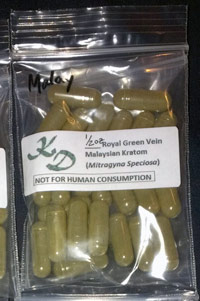 Malay
KD
1/2oz Royal Green Vein
Malaysian Kratom
(Mitragyna Speciosa)
NOT FOR HUMAN CONSUMPTION